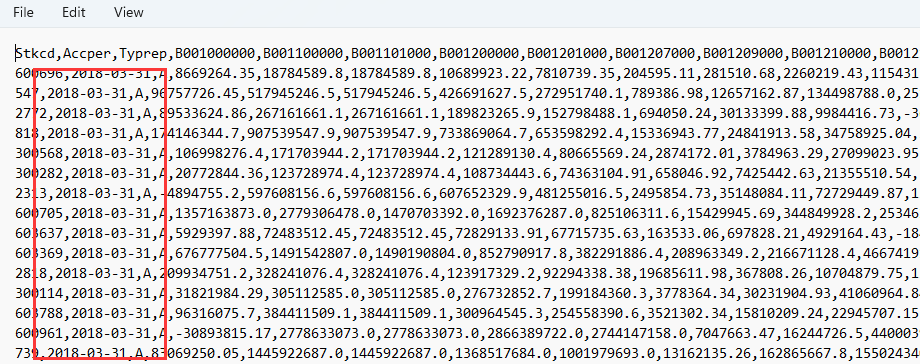 File Edit View
Stkcd,Accper,Typrep,B001000000,B001100000,B001101000,B001200000,B001201000,B001207000,B001209000,B001210000,B0012
600696,2018-03-31,A,8669264.35,18784589.8,18784589.8,10689923.22,7810739.35,204595.11,281510.68,2260219.43,115431
547,2018-03-31,A,96757726.45,517945246.5,517945246.5,426691627.5,272951740.1,789386.98,12657162.87,134498788.0,25
2772,2018-03-31,A,89533624.86,267161661.1,267161661.1,189823265.9,152798488.1,694050.24,30133399.88,9984416.73,-3
818,2018-03-31,A,174146344.7,907539547.9,907539547.9,733869064.7,653598292.4,15336943.77,24841913.58,34758925.04,
300568,2018-03-31,A,106998276.4,171703944.2,171703944.2,121289130.4,80665569.24,2874172.01,3784963.29,27099023.95
300282,2018-03-31,A,20772844.36,123728974.4,123728974.4,108734443.6,74363104.91,658046.92,7425442.63,21355510.54,
2313,2018-03-31,A,-4894755.2,597608156.6,597608156.6,607652329.9,481255016.5,2495854.73,35148084.11,72729449.87,1
600705,2018-03-31,A,1357163873.0,2779306478.0,1470703392.0,1692376287.0,825106311.6,15429945.69,344849928.2,25346
603637,2018-03-31,A,5929397.88,72483512.45,72483512.45,72829133.91,67715735.63,163533.06,697828.21,4929164.43,-18
603369,2018-03-31,A,676777504.5,1491542807.0,1490190804.0,852790917.8,382291886.4,208963349.2,216671128.4,4667419
2818,2018-03-31,A,209934751.2,328241076.4,328241076.4,123917329.2,92294338.38,19685611.98,367808.26,10704879.75,1
300114,2018-03-31,A,31821984.29,305112585.0,305112585.0,276732852.7,199184360.3,3778364.34,30231904.93,41060964.8
603788,2018-03-31,A,96316075.7,384411509.1,384411509.1,300964545.3,254558390.6,3521302.34,15810209.24,22945707.15
600961,2018-03-31,A,-30893815.17,2778633073.0,2778633073.0,2866389722.0,2744147158.0,7047663.47,16244726.5,440003
739,2018-03-31,A,83069250.05,1445922687.0,1445922687.0,1368517684.0,1001979693.0,13162135.26,162865667.8,15502430